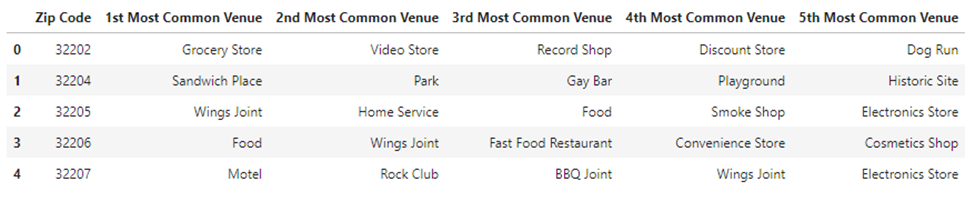 Zip Code 1st Most Common Venue 2nd Most Common Venue 3rd Most Common Venue 4th Most Common Venue 5th Most Common Venue
0 32202 Grocery Store Video Store Record Shop Discount Store Dog Run
1 32204 Sandwich Place Park Gay Bar Playground Historic Site
2 32205 Wings Joint Home Service Food Smoke Shop Electronics Store
3 32206 Food Wings Joint Fast Food Restaurant Convenience Store Cosmetics Shop
4 32207 Motel Rock Club BBQ Joint Wings Joint Electronics Store